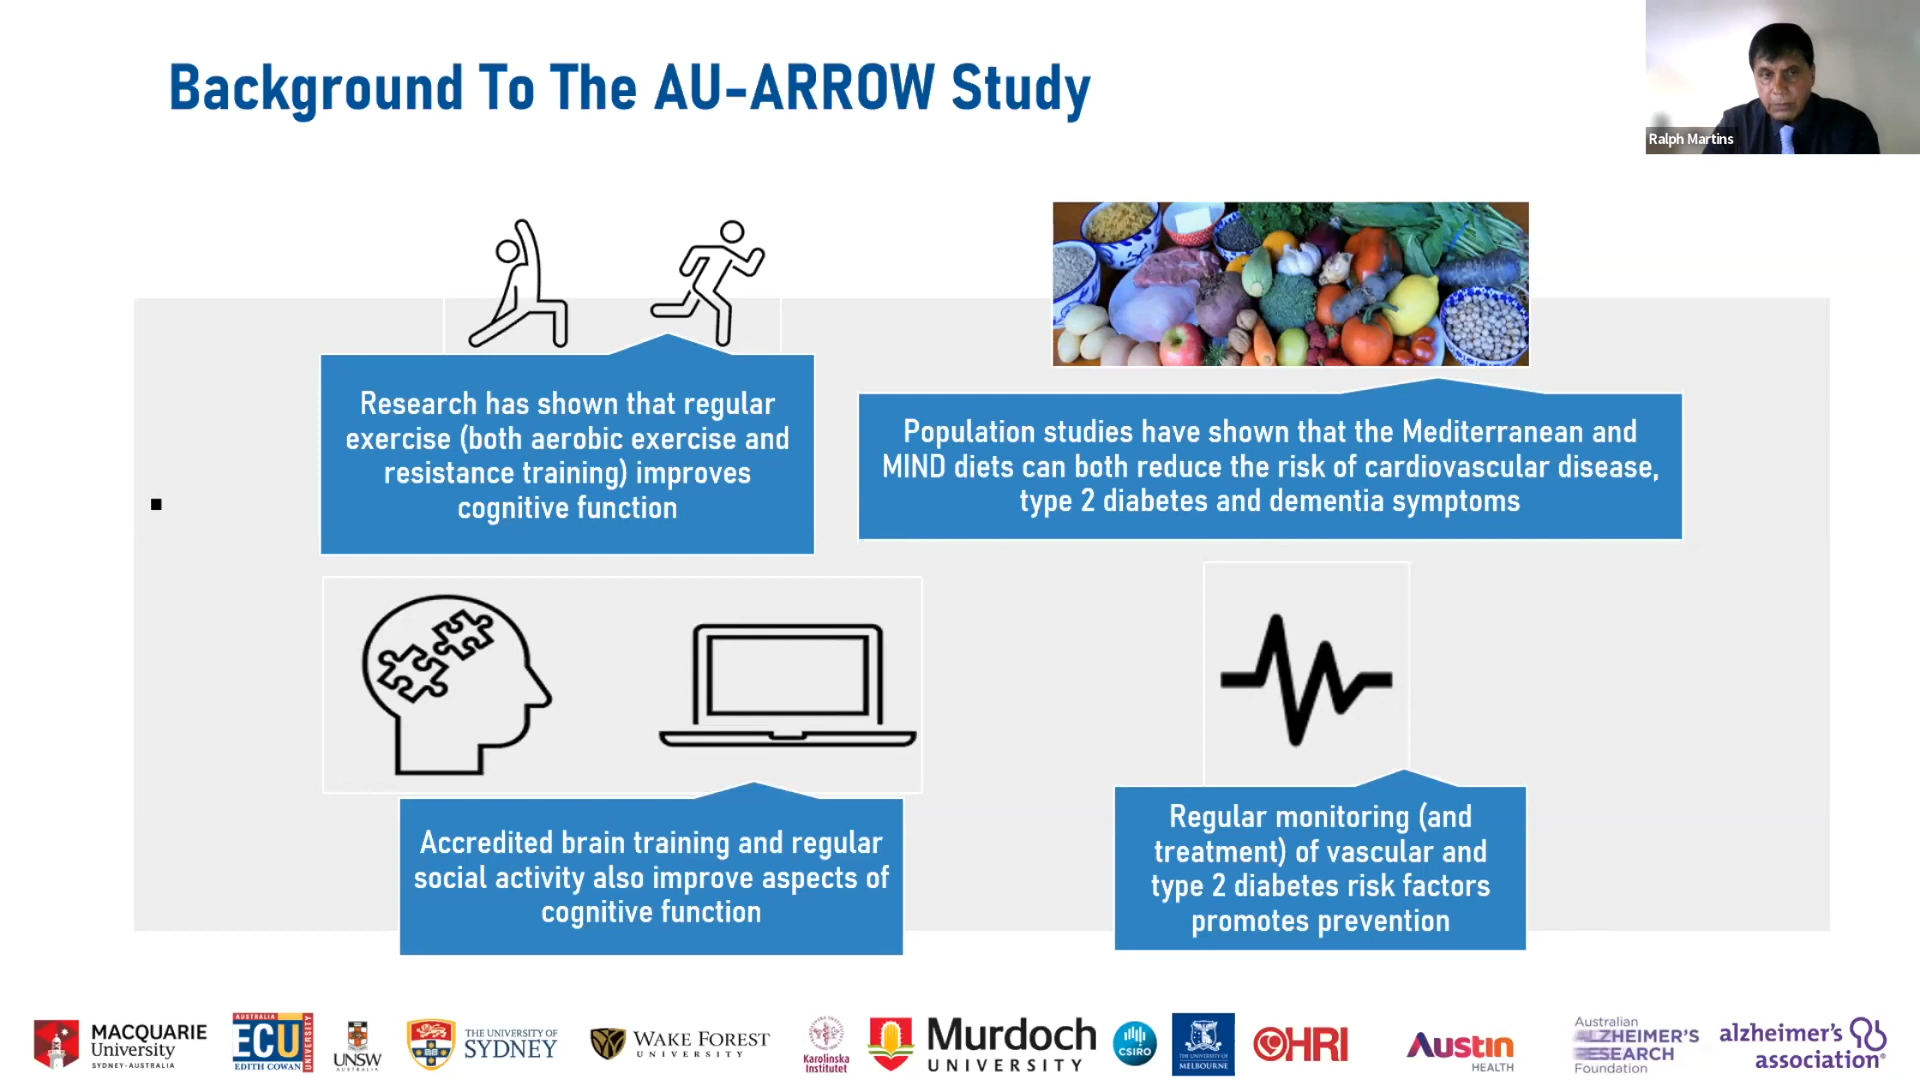 Background To The AU-ARROW Study
Ralph Martins
Research has shown that regular
exercise (both aerobic exercise and
resistance training) improves
cognitive function
Population studies have shown that the Mediterranean and
MIND diets can both reduce the risk of cardiovascular disease,
type 2 diabetes and dementia symptoms
Accredited brain training and regular
social activity also improve aspects of
cognitive function
Regular monitoring (and
treatment) of vascular and
type 2 diabetes risk factors
promotes prevention
MACQUARIE
University
SYDNEY·AUSTRALIA
AUSTRALIA
ECU
UNIVERSITY
EDITH COWAN
UNSW
AUSTRALIA
THE UNIVERSITY OF
SYDNEY
WAKE FOREST
UNIVERSITY
Karolinska
Institutet
Murdoch
UNIVERSITY
CSIRO
THE UNIVERSITY OF
MELBOURNE
HRI
Austin
HEALTH
Australian
ALZHEIMER'S
RESEARCH
Foundation
alzheimer's
association®